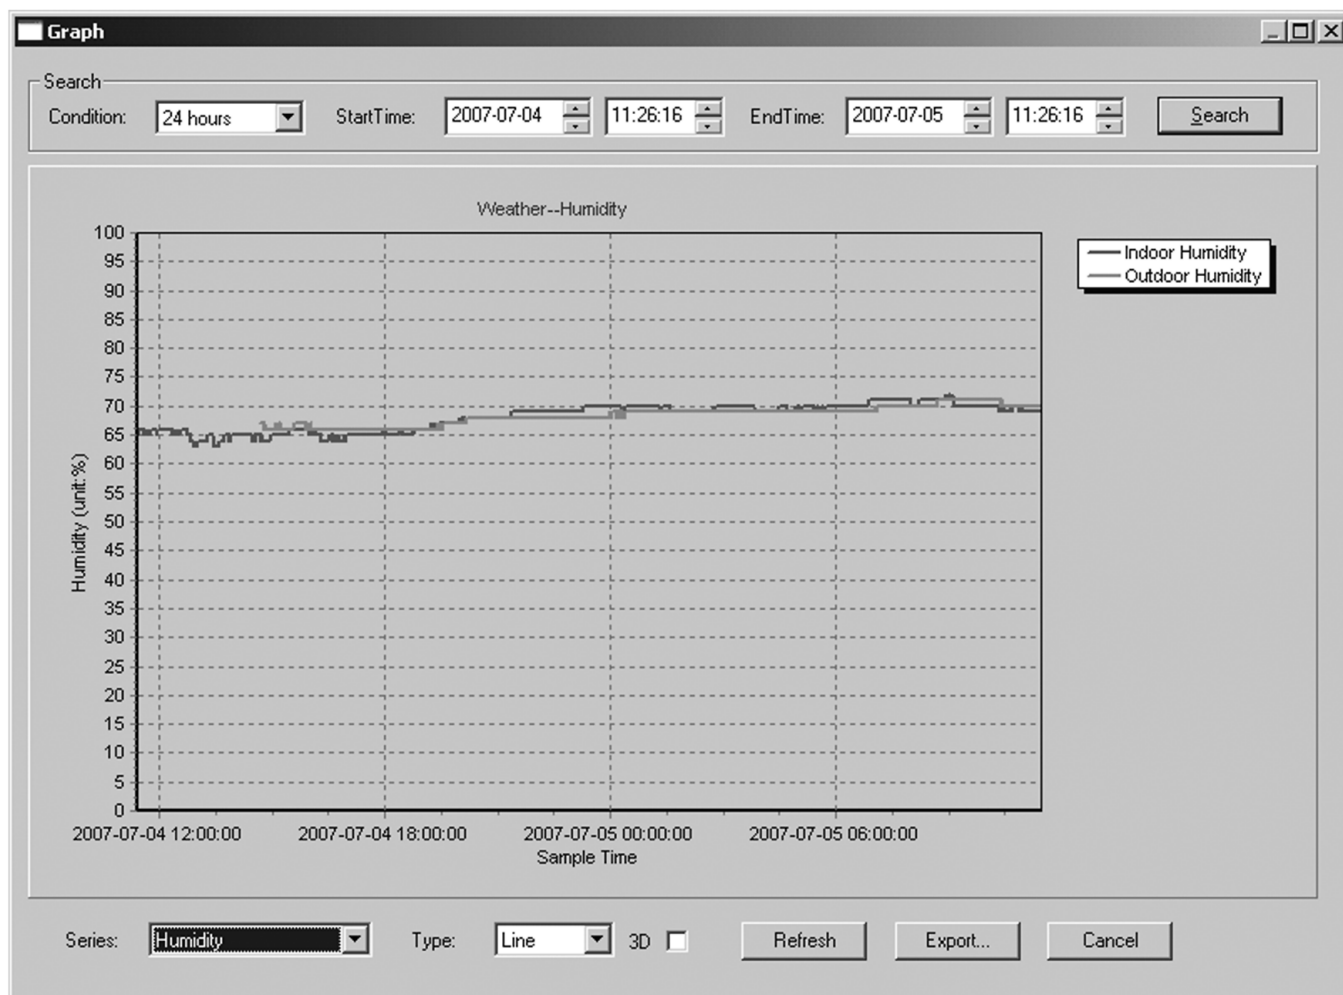 Graph
Search
Condition: 24 hours StartTime: 2007-07-04 11:26:16 EndTime: 2007-07-05 11:26:16 Search
Weather--Humidity
100
95
90
85
80
75
70
65
60
55
50
45
40
35
30
25
20
15
10
5
0
Humidity (unit:%)
Indoor Humidity
Outdoor Humidity
2007-07-04 12:00:00 2007-07-04 18:00:00 2007-07-05 00:00:00 2007-07-05 06:00:00
Sample Time
Series: Humidity Type: Line 3D Refresh Export... Cancel